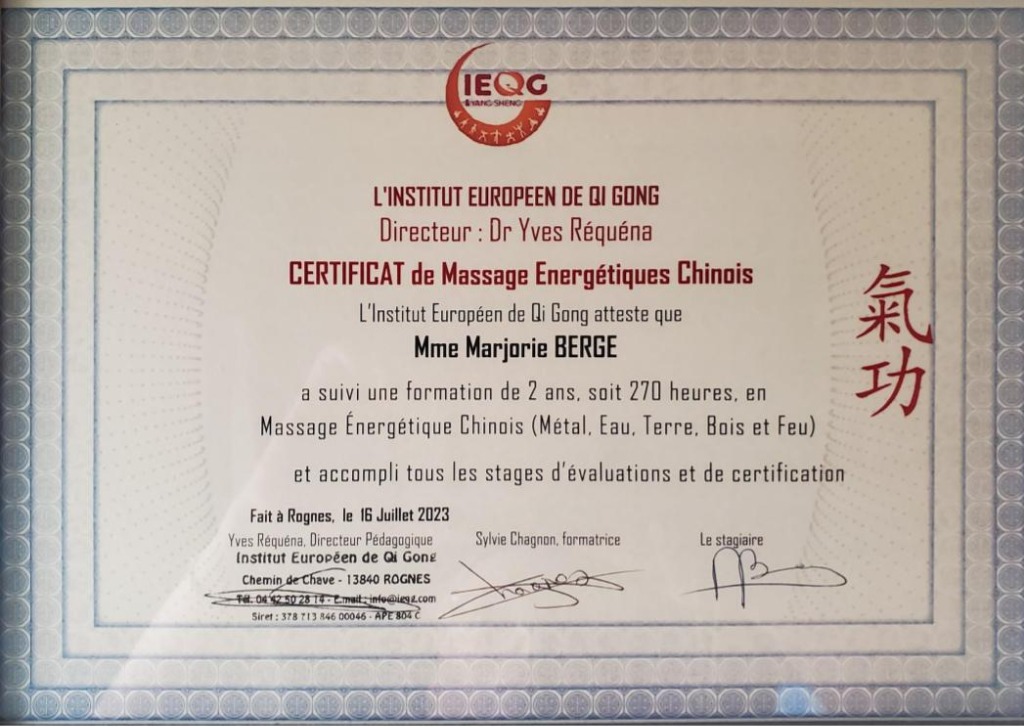 IEQG
& YANG SHENG
L'INSTITUT EUROPEEN DE QI GONG
Directeur : Dr Yves Réquéna
CERTIFICAT de Massage Energétiques Chinois
L'Institut Européen de Qi Gong atteste que
Mme Marjorie BERGE
a suivi une formation de 2 ans, soit 270 heures, en
Massage Énergétique Chinois (Métal, Eau, Terre, Bois et Feu)
et accompli tous les stages d'évaluations et de certification
氣功
Fait à Rognes, le 16 Juillet 2023
Yves Réquéna, Directeur Pédagogique
Institut Européen de Qi Gong
Chemin de Chave - 13840 ROGNES
Tél. 04 42 50 28 14 - E.mail : info@ieqg.com
Siret : 378 713 846 00046 - APE 804 C
Sylvie Chagnon, formatrice
Le stagiaire